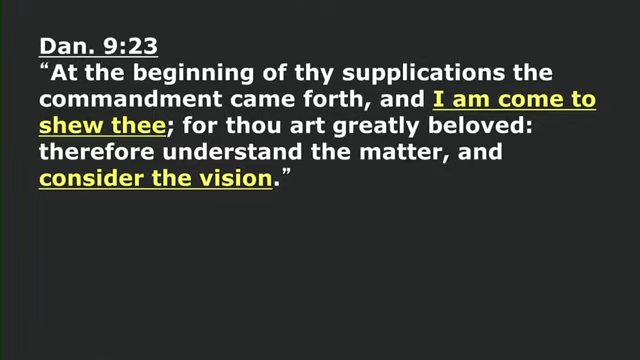 Dan. 9:23
“At the beginning of thy supplications the
commandment came forth, and I am come to
shew thee; for thou art greatly beloved:
therefore understand the matter, and
consider the vision.”